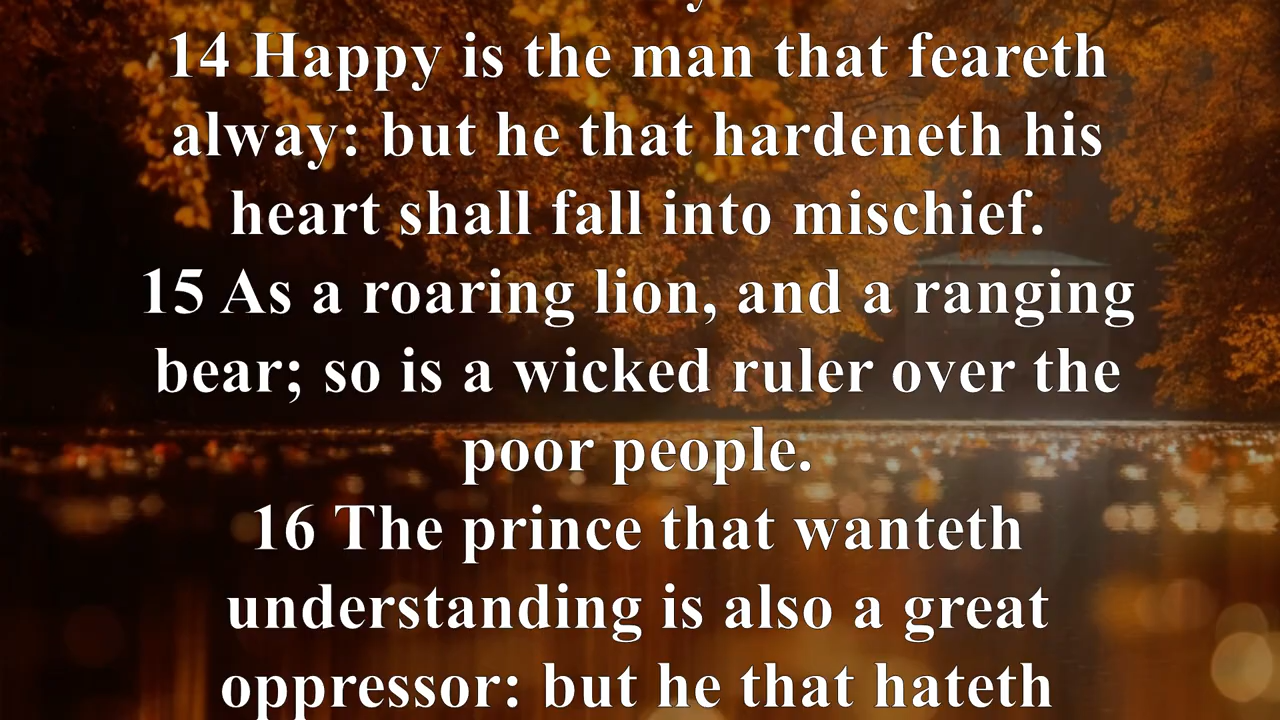 14 Happy is the man that feareth
alway: but he that hardeneth his
heart shall fall into mischief.
15 As a roaring lion, and a ranging
bear; so is a wicked ruler over the
poor people.
16 The prince that wanteth
understanding is also a great
oppressor: but he that hateth